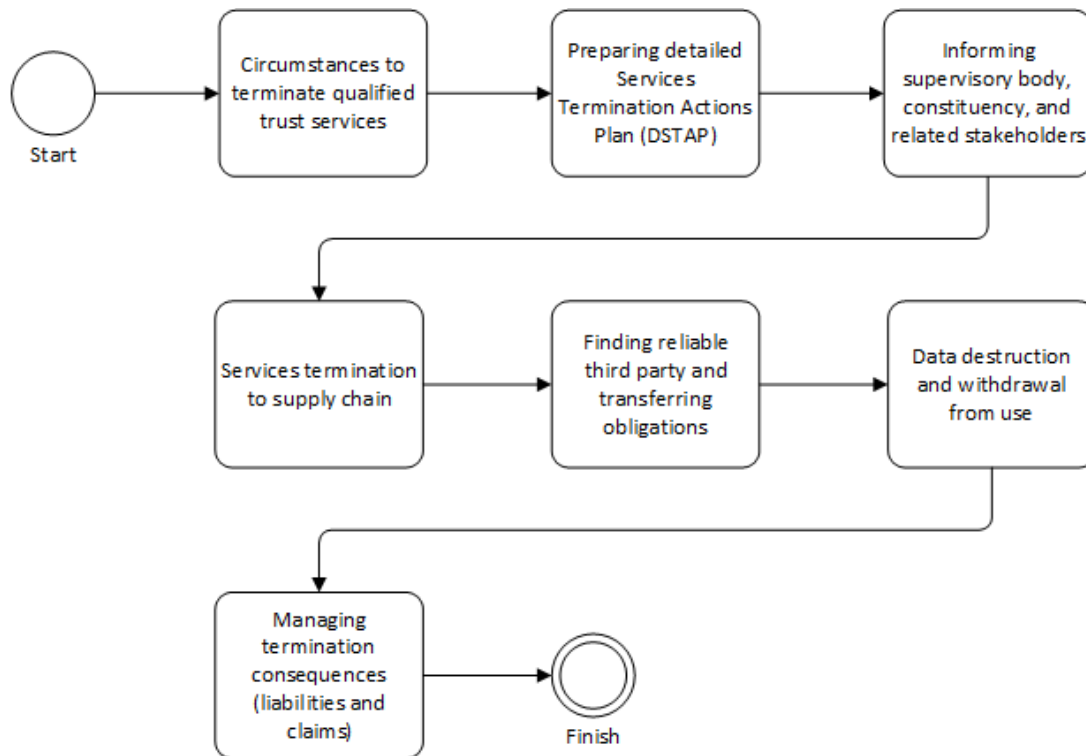 Start
Circumstances to
terminate qualified
trust services
Preparing detailed
Services
Termination Actions
Plan (DSTAP)
Informing
supervisory body,
constituency, and
related stakeholders
Services termination
to supply chain
Finding reliable
third party and
transferring
obligations
Data destruction
and withdrawal
from use
Managing
termination
consequences
(liabilities and
claims)
Finish